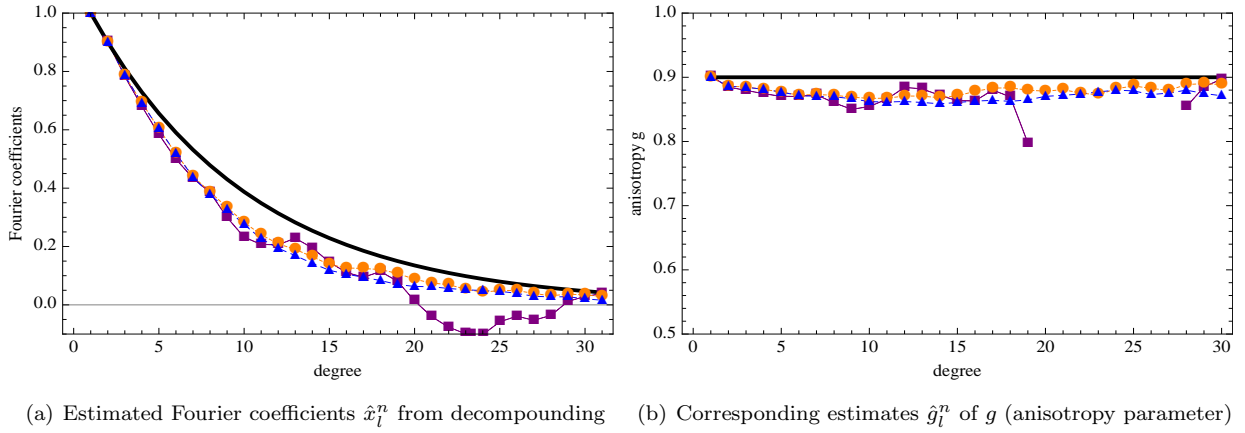 1.0
0.8
0.6
0.4
0.2
0.0
Fourier coefficients
0 5 10 15 20 25 30
degree
1.0
0.9
0.8
0.7
0.6
0.5
anisotropy g
0 5 10 15 20 25 30
degree
(a) Estimated Fourier coefficients x̂ₗⁿ from decompounding
(b) Corresponding estimates ĝₗⁿ of g (anisotropy parameter)